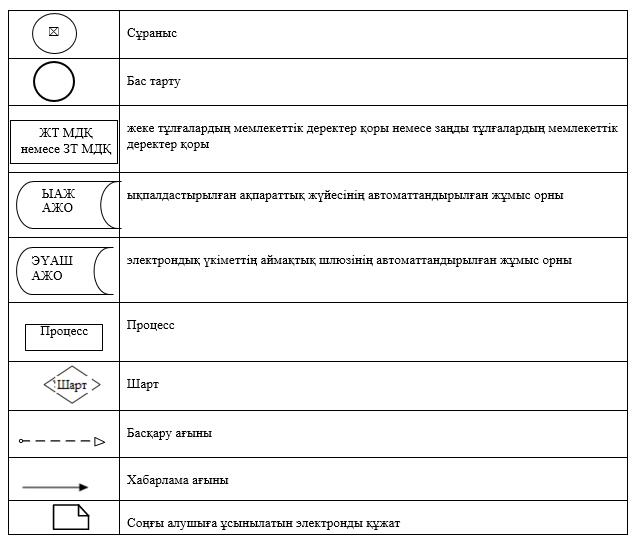 Сұраныс
Бас тарту
ЖТ МДҚ
немесе ЗТ МДҚ
жеке тұлғалардың мемлекеттік деректер қоры немесе заңды тұлғалардың мемлекеттік
деректер қоры
ЫАЖ
АЖО
ықпалдастырылған ақпараттық жүйесінің автоматтандырылған жұмыс орны
ЭҮАШ
АЖО
электрондық үкіметтің аймақтық шлюзінің автоматтандырылған жұмыс орны
Процесс
Процесс
Шарт
Шарт
Басқару ағыны
Хабарлама ағыны
Соңғы алушыға ұсынылатын электронды құжат